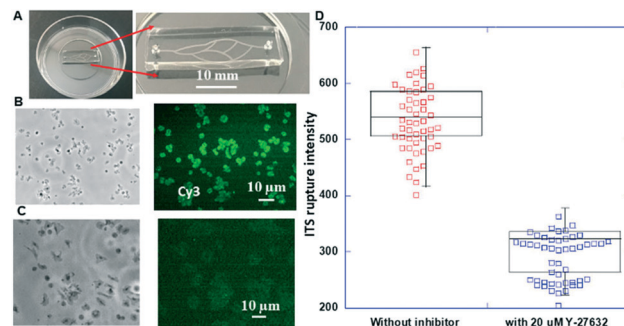 A
10 mm
B
Cy3
10 μm
C
10 μm
D
ITS rupture intensity
700
600
500
400
300
200
Without inhibitor
with 20 uM Y-27632